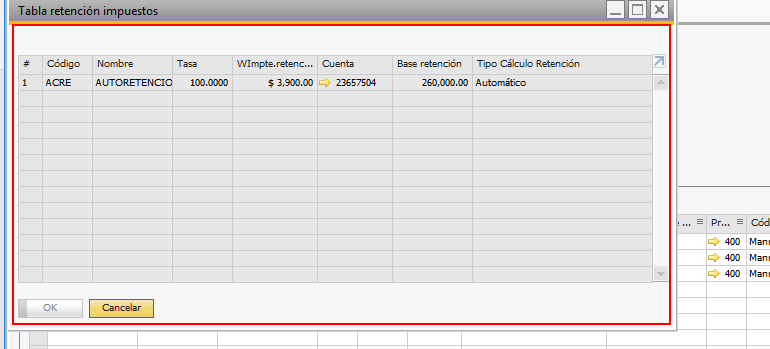 Tabla retención impuestos
# Código Nombre Tasa WImpte.retenc... Cuenta Base retención Tipo Cálculo Retención
1 ACRE AUTORETENCIO 100.0000 $ 3,900.00 23657504 260,000.00 Automático
e ... Pr... Cód
400 Manu
400 Manu
400 Manu
OK Cancelar